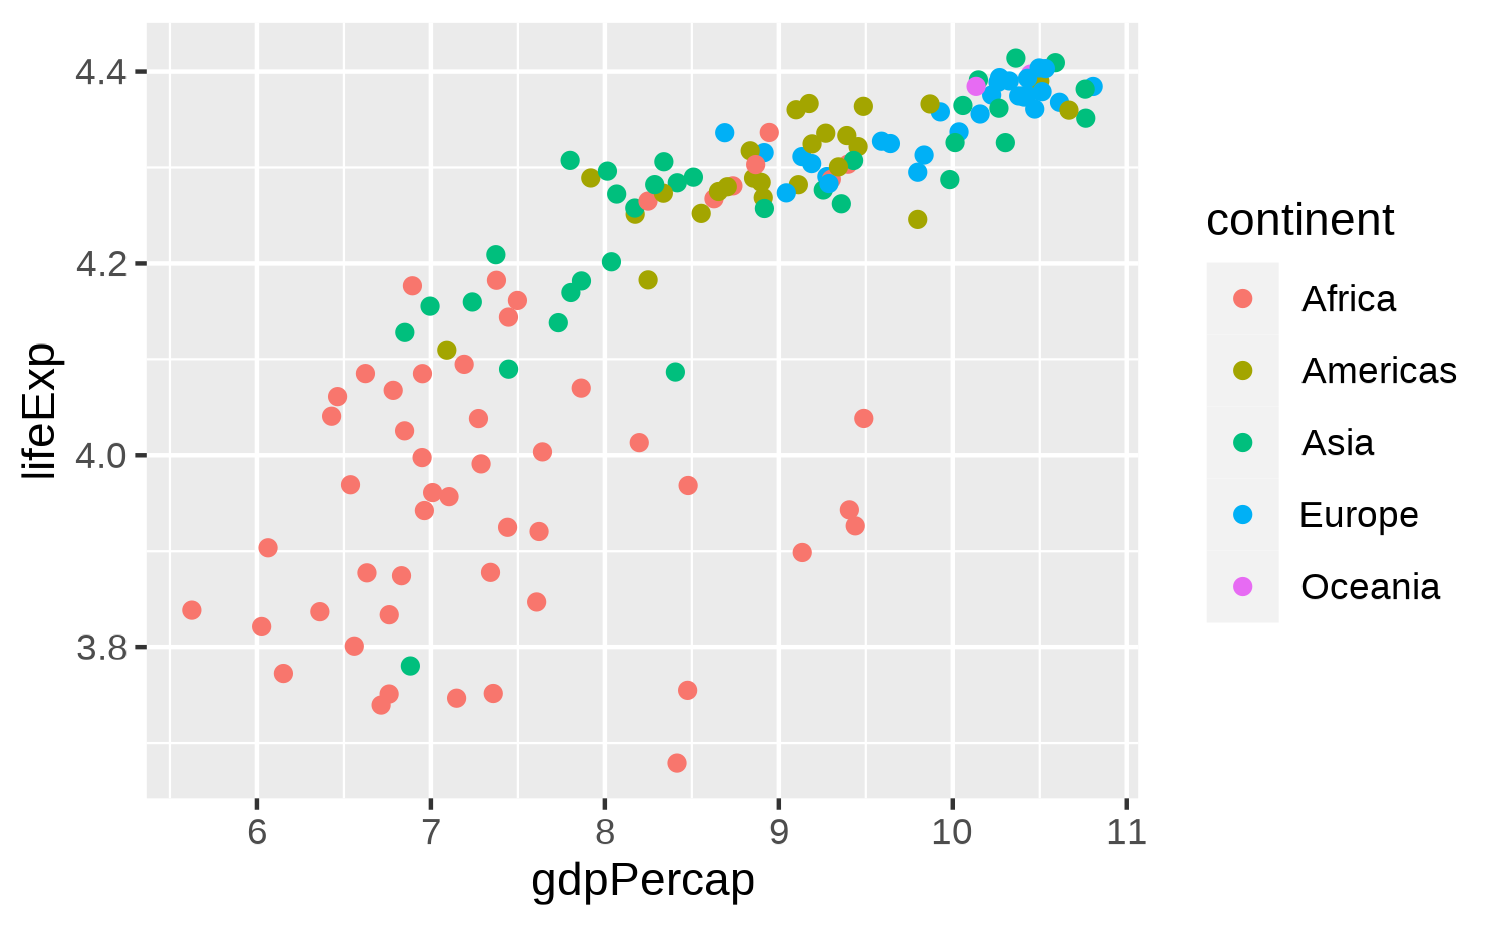 4.4
4.2
4.0
3.8
lifeExp
6 7 8 9 10 11
gdpPercap
continent
Africa
Americas
Asia
Europe
Oceania